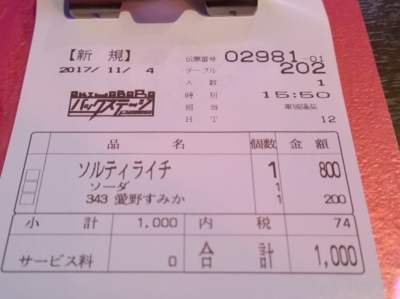 【新 規】
伝票番号 02981-01
2017/ 11/ 4
テーブル 202
人 数 1
時 刻 15:50
バックステージ
担 当
HT 12
品 名 個数 金 額
ソルティライチ 1 800
ソーダ 1
343 愛野すみか 1 200
小 計 1,000 内 税 74
サービス料 0 合 計 1,000